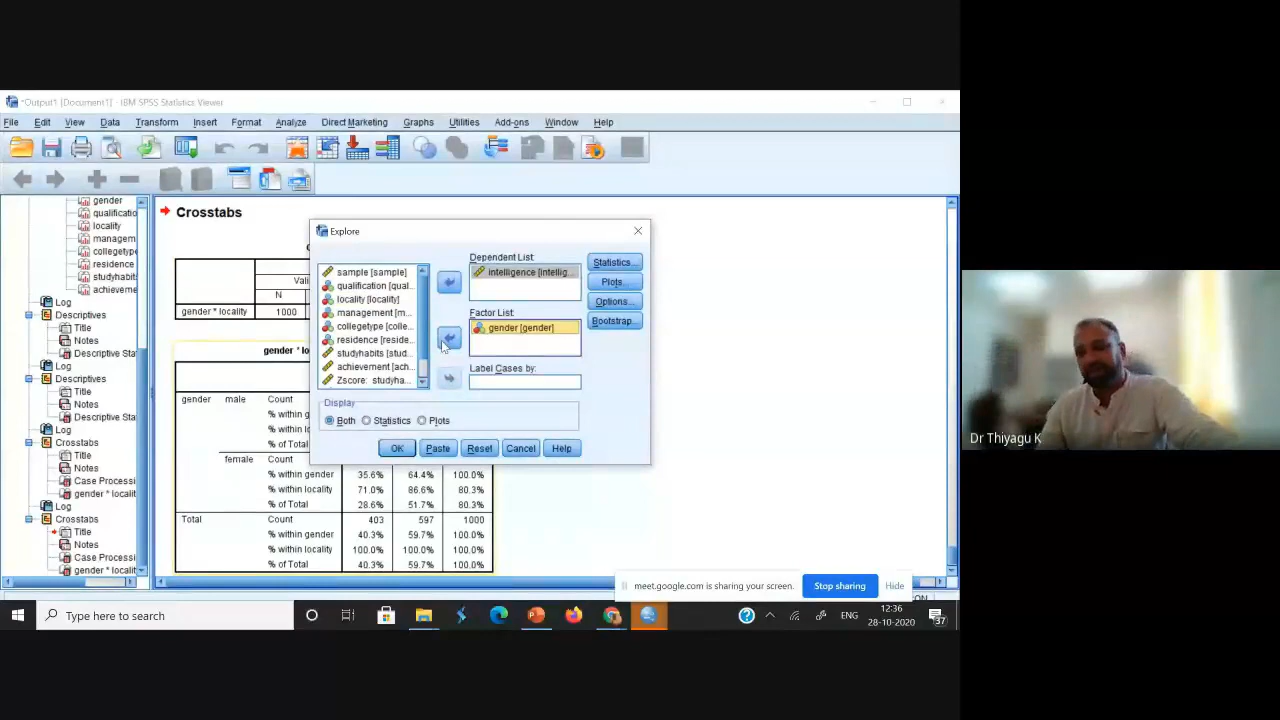 *Output1 [Document1] - IBM SPSS Statistics Viewer
File Edit View Data Transform Insert Format Analyze Direct Marketing Graphs Utilities Add-ons Window Help
gender
qualificatio
locality
managem
collegetyp
residence
studyhabits
achieveme
Log
Descriptives
Title
Notes
Descriptive Sta
Log
Descriptives
Title
Notes
Descriptive Sta
Log
Crosstabs
Title
Notes
Case Processi
gender * locali
Log
Crosstabs
Title
Notes
Case Processi
gender * locali
Crosstabs
Vali
N
gender * locality 1000
gender * lo
gender male Count
% within g
% within lo
% of Total
female Count
% within gender 35.6% 64.4% 100.0%
% within locality 71.0% 86.6% 80.3%
% of Total 28.6% 51.7% 80.3%
Total Count 403 597 1000
% within gender 40.3% 59.7% 100.0%
% within locality 100.0% 100.0% 100.0%
% of Total 40.3% 59.7% 100.0%
Explore
sample [sample]
qualification [qual...
locality [locality]
management [m...
collegetype [colle...
residence [reside...
studyhabits [stud...
achievement [ach...
Zscore: studyha...
Dependent List:
intelligence [intellig...
Factor List:
gender [gender]
Label Cases by:
Statistics...
Plots...
Options...
Bootstrap...
Display
Both Statistics Plots
OK Paste Reset Cancel Help
meet.google.com is sharing your screen. Stop sharing Hide
Type here to search
ENG
12:36
28-10-2020
37
Dr Thiyagu K